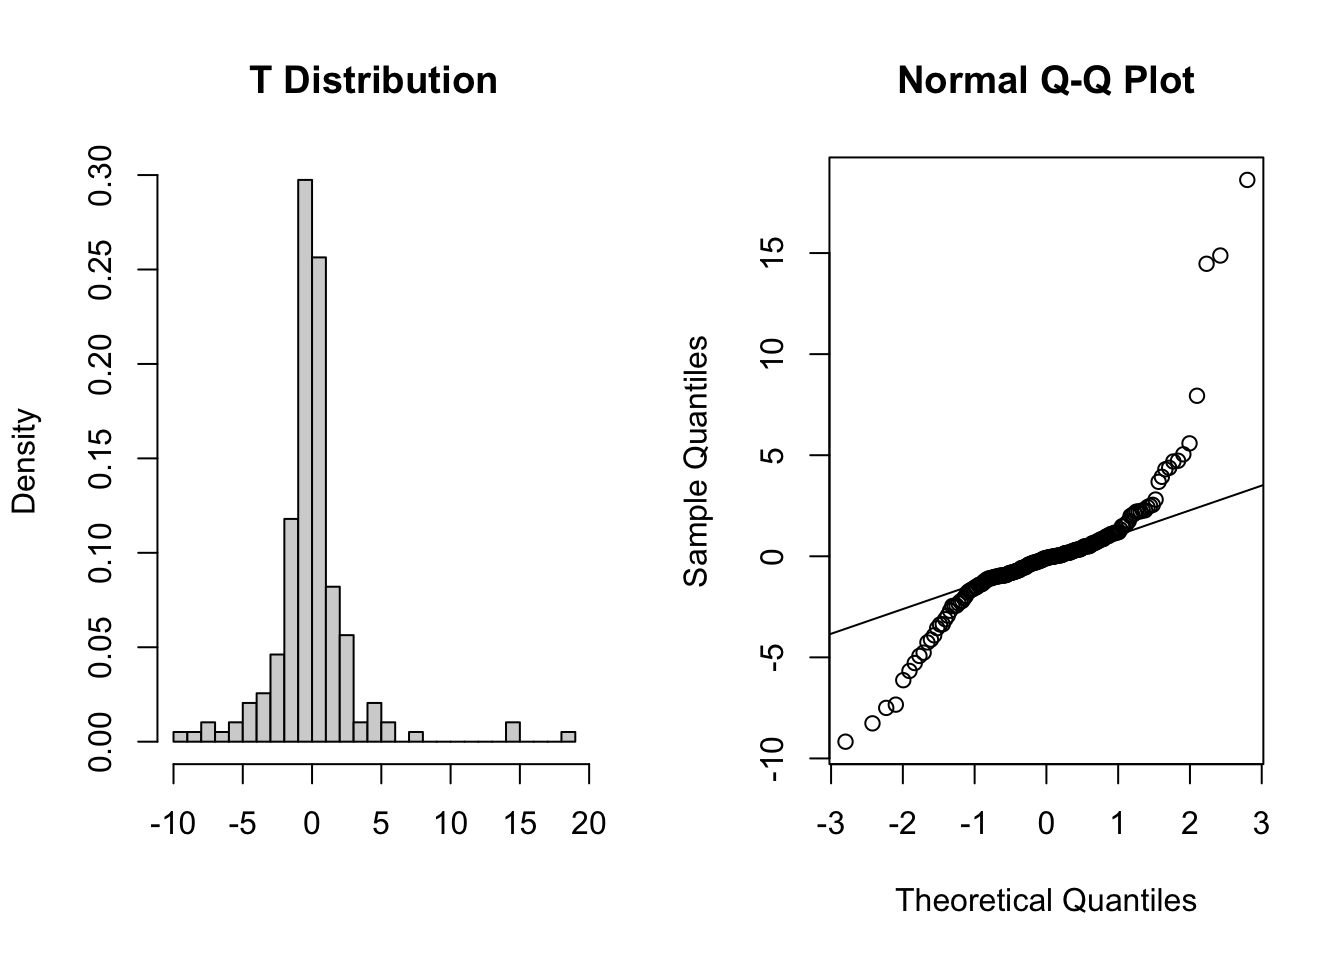 T Distribution
Density
0.00 0.05 0.10 0.15 0.20 0.25 0.30
-10 -5 0 5 10 15 20
Normal Q-Q Plot
Sample Quantiles
-10 -5 0 5 10 15
-3 -2 -1 0 1 2 3
Theoretical Quantiles